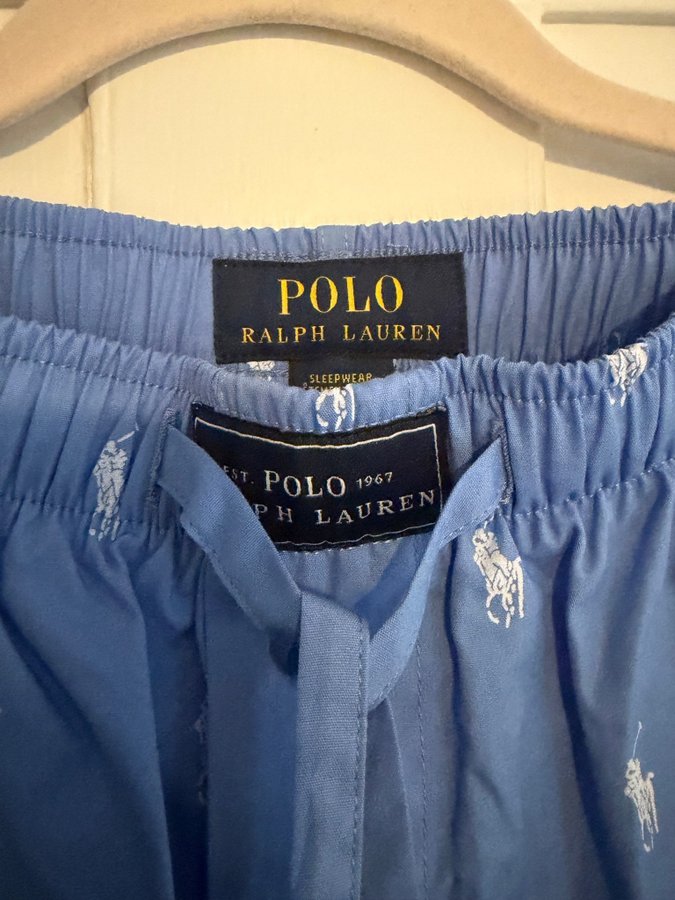 POLO
RALPH LAUREN
SLEEPWEAR
EST. POLO 1967
PH LAUREN